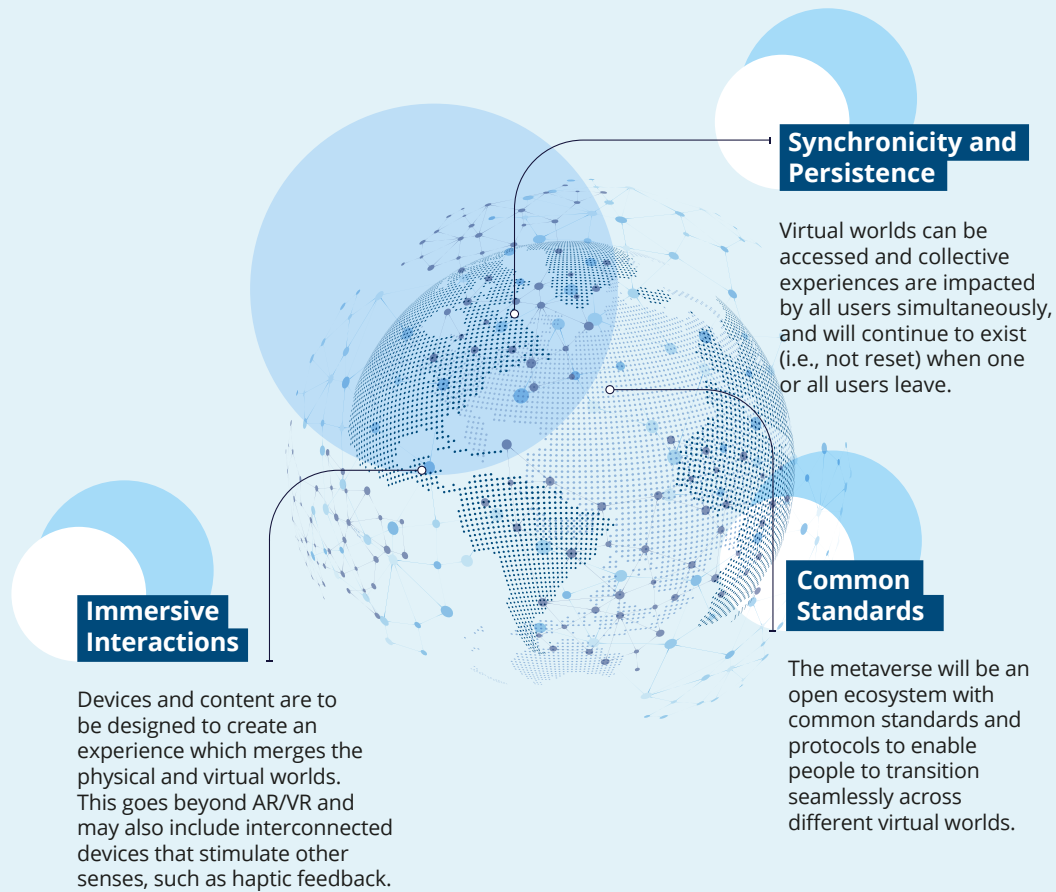 Synchronicity and
Persistence
Virtual worlds can be
accessed and collective
experiences are impacted
by all users simultaneously,
and will continue to exist
(i.e., not reset) when one
or all users leave.
Immersive
Interactions
Devices and content are to
be designed to create an
experience which merges the
physical and virtual worlds.
This goes beyond AR/VR and
may also include interconnected
devices that stimulate other
senses, such as haptic feedback.
Common
Standards
The metaverse will be an
open ecosystem with
common standards and
protocols to enable
people to transition
seamlessly across
different virtual worlds.